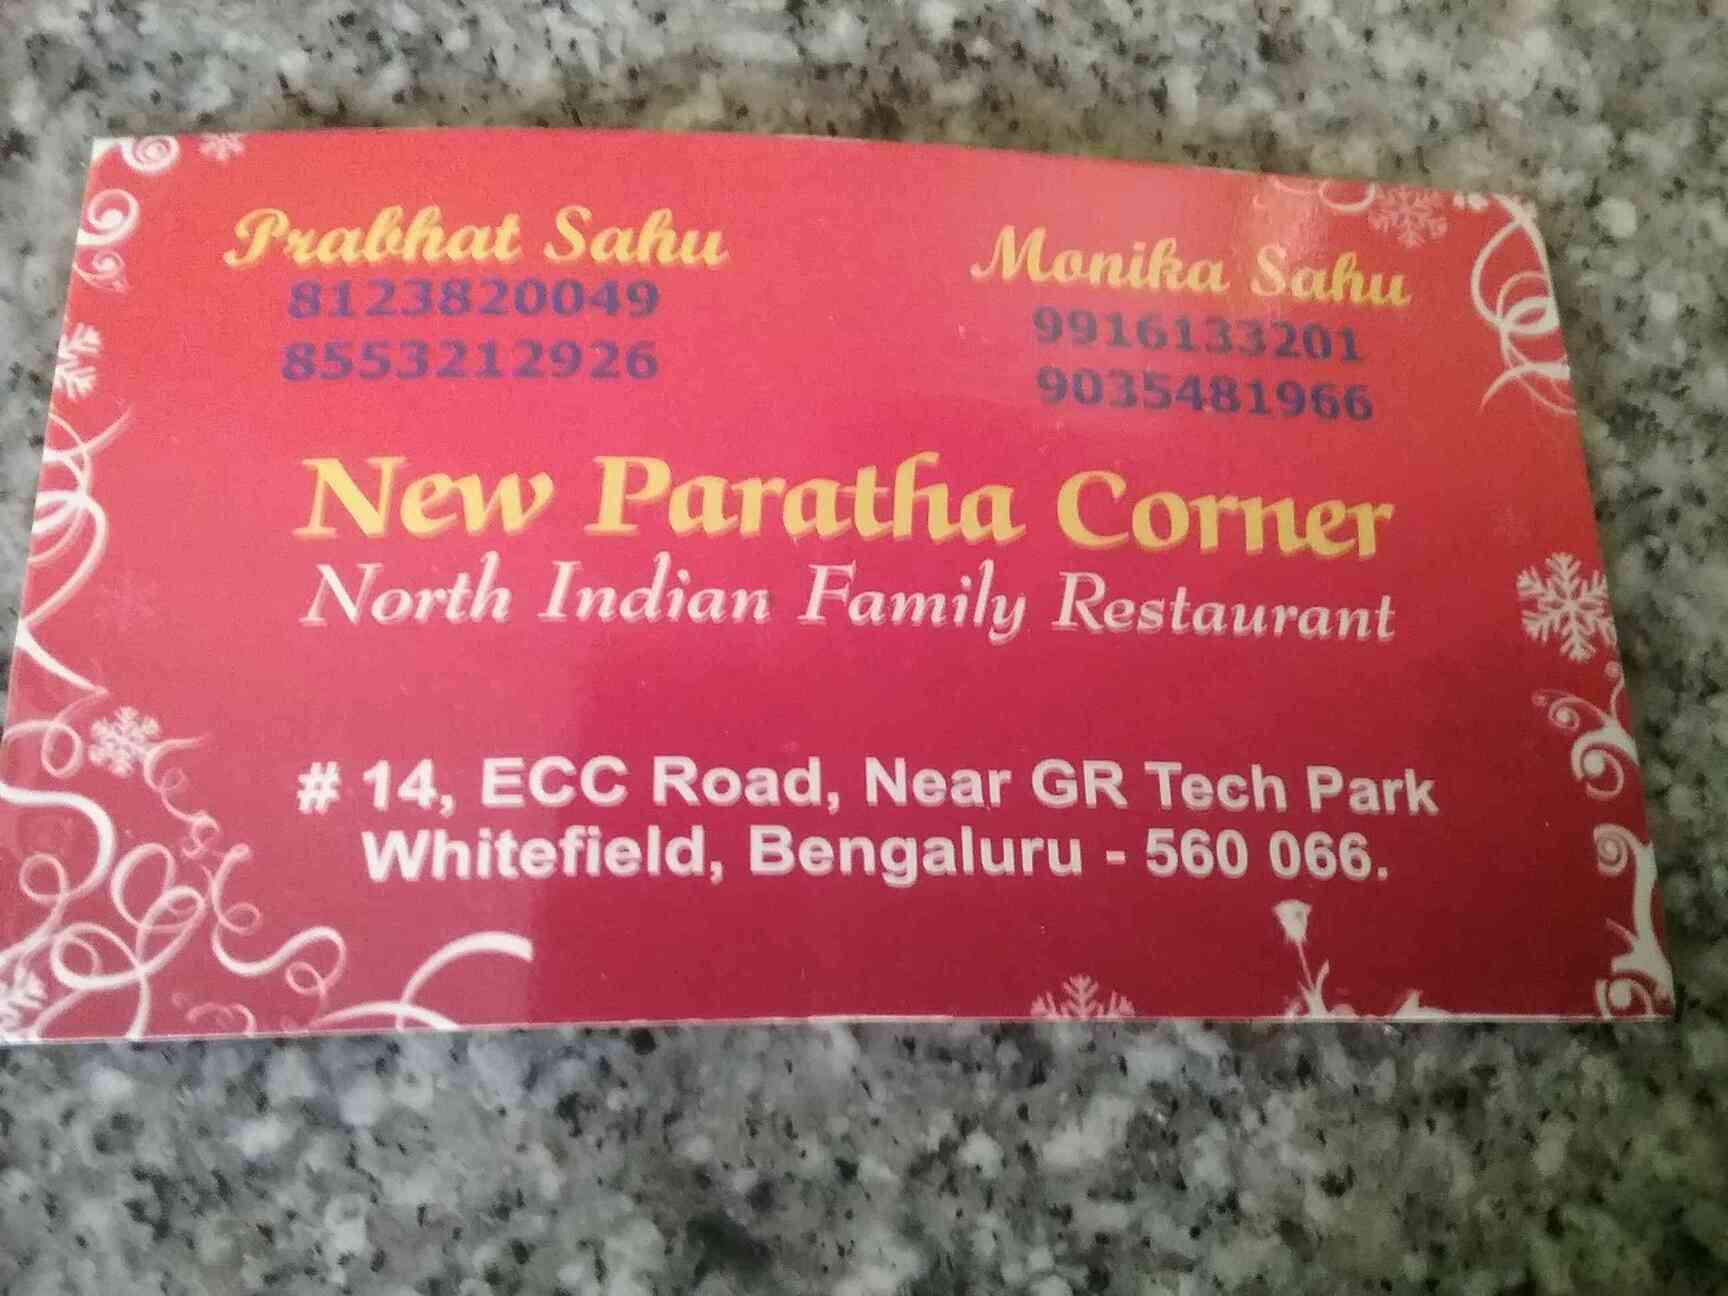 Prabhat Sahu
8123820049
8553212926
Monika Sahu
9916133201
9035481966
New Paratha Corner
North Indian Family Restaurant
# 14, ECC Road, Near GR Tech Park
Whitefield, Bengaluru - 560 066.